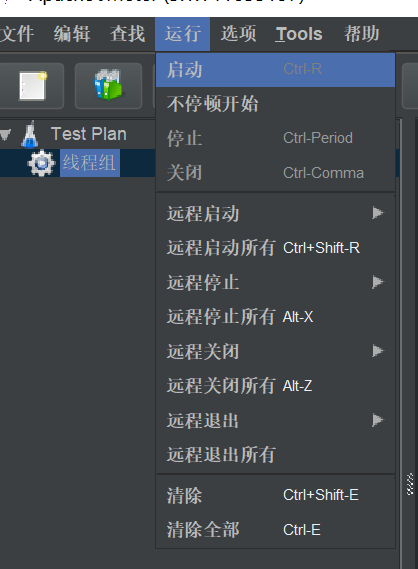 文件 编辑 查找 运行 选项 Tools 帮助
启动 Ctrl-R
不停顿开始
停止 Ctrl-Period
关闭 Ctrl-Comma
Test Plan
线程组
远程启动
远程启动所有 Ctrl+Shift-R
远程停止
远程停止所有 Alt-X
远程关闭
远程关闭所有 Alt-Z
远程退出
远程退出所有
清除 Ctrl+Shift-E
清除全部 Ctrl-E